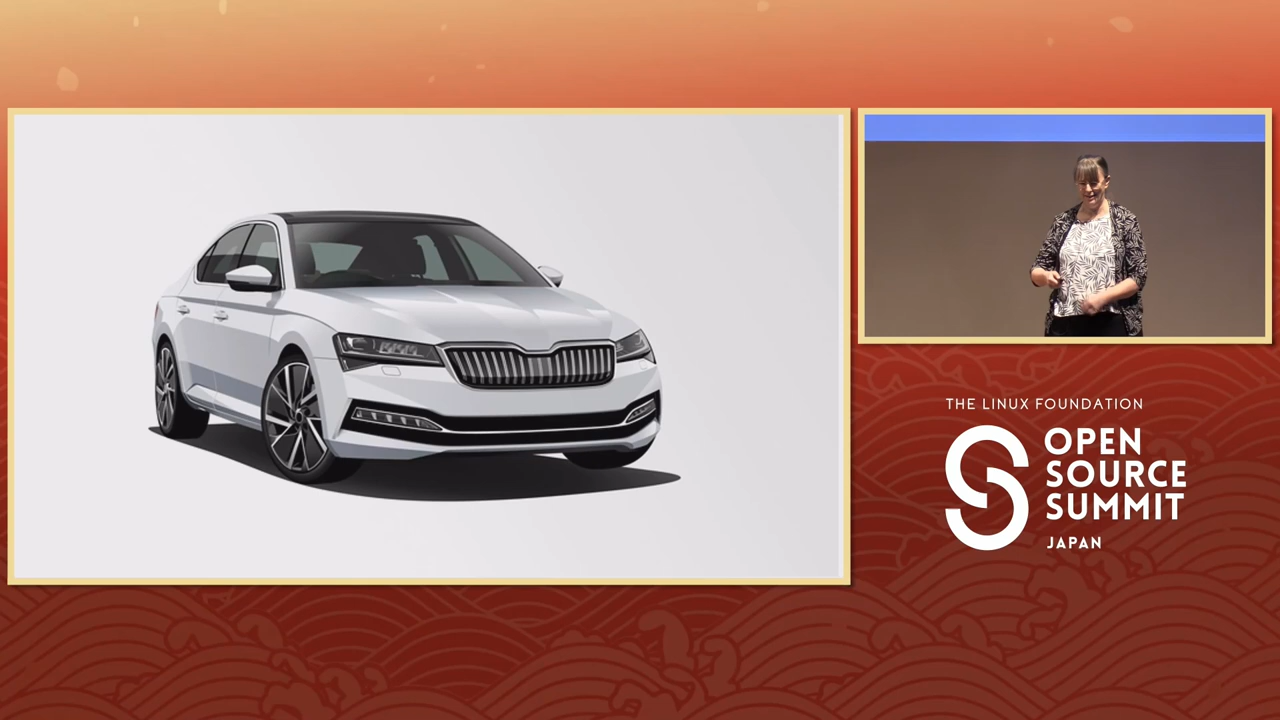 THE LINUX FOUNDATION
OPEN
SOURCE
SUMMIT
JAPAN